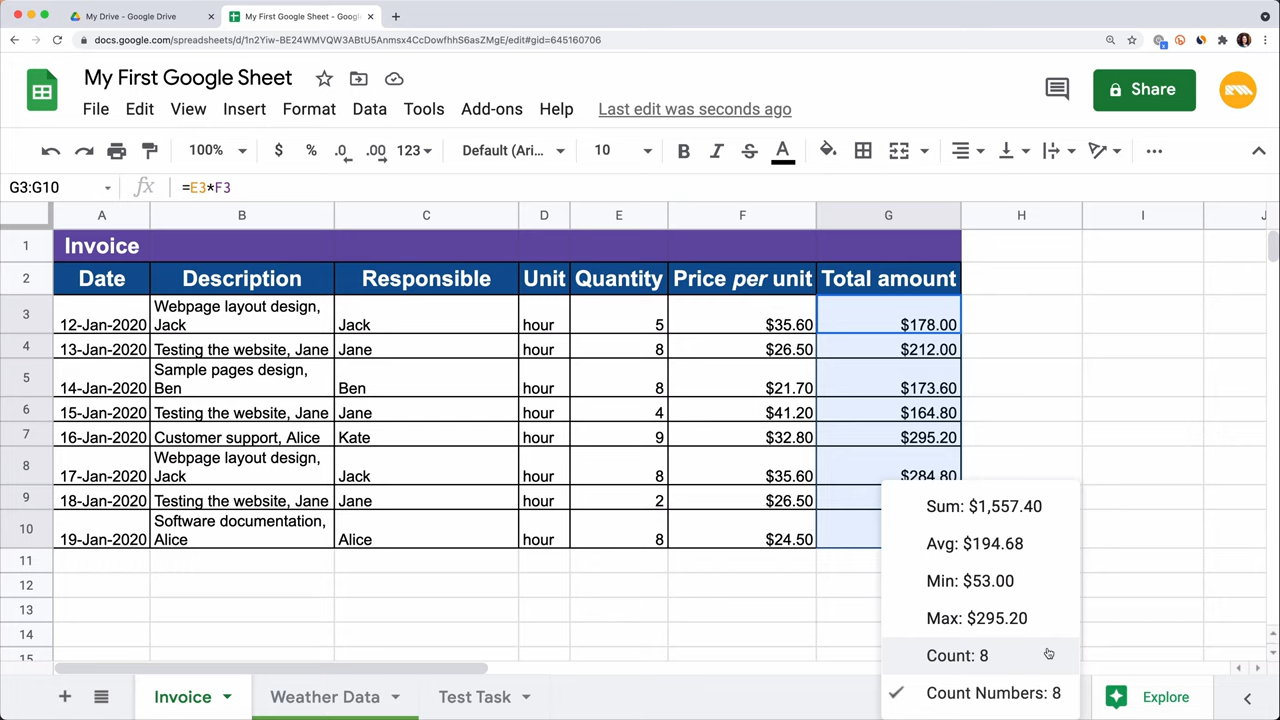 My Drive - Google Drive
My First Google Sheet - Googl
docs.google.com/spreadsheets/d/1n2Yiw-BE24WMVQW3ABtU5Anmsx4CcDowfhhS6asZMgE/edit#gid=645160706
My First Google Sheet
File Edit View Insert Format Data Tools Add-ons Help Last edit was seconds ago
Share
100% $ % .0 .00 123 Default (Ari... 10 B I S A
G3:G10 fx =E3*F3
A B C D E F G H I J
1 Invoice
2 Date Description Responsible Unit Quantity Price per unit Total amount
Webpage layout design,
3 12-Jan-2020 Jack Jack hour 5 $35.60 $178.00
4 13-Jan-2020 Testing the website, Jane Jane hour 8 $26.50 $212.00
Sample pages design,
5 14-Jan-2020 Ben Ben hour 8 $21.70 $173.60
6 15-Jan-2020 Testing the website, Jane Jane hour 4 $41.20 $164.80
7 16-Jan-2020 Customer support, Alice Kate hour 9 $32.80 $295.20
Webpage layout design,
8 17-Jan-2020 Jack Jack hour 8 $35.60 $284.80
9 18-Jan-2020 Testing the website, Jane Jane hour 2 $26.50
Software documentation,
10 19-Jan-2020 Alice Alice hour 8 $24.50
11
12
13
14
15
Sum: $1,557.40
Avg: $194.68
Min: $53.00
Max: $295.20
Count: 8
Count Numbers: 8
Invoice Weather Data Test Task Explore